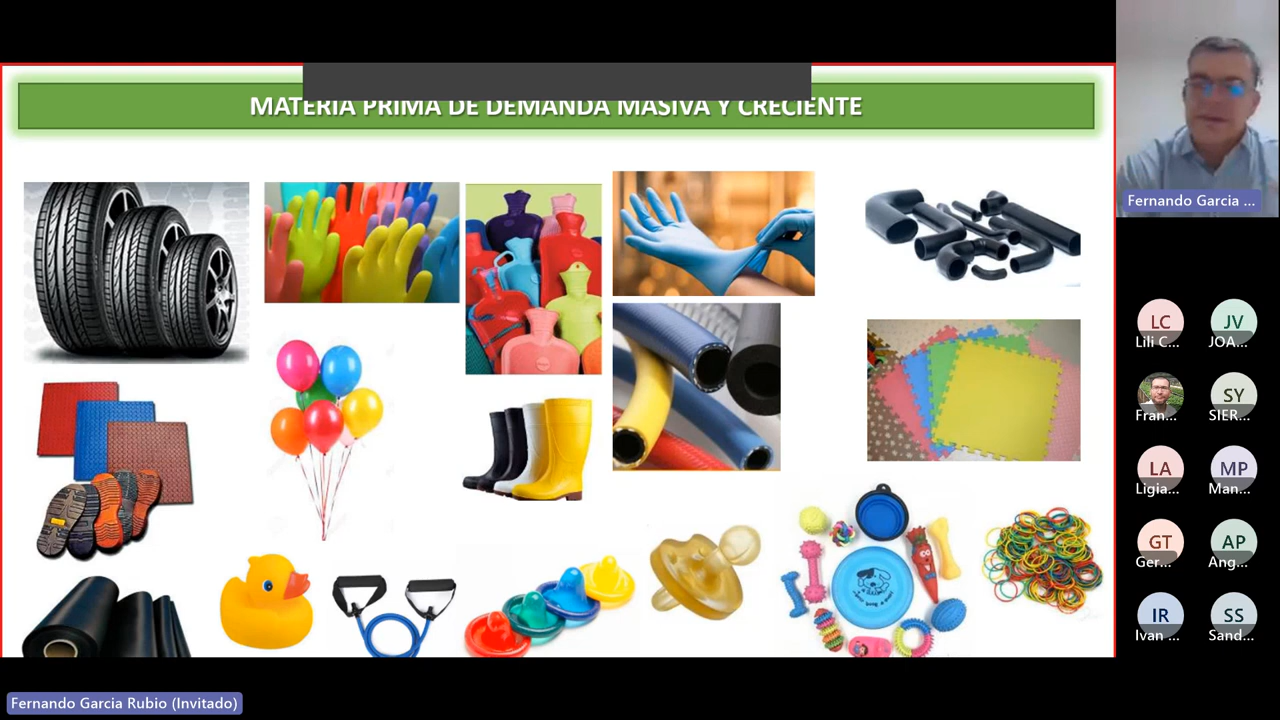 MATERIA PRIMA DE DEMANDA MASIVA Y CRECIENTE
Fernando Garcia ...
LC
JV
Lili C...
JOA...
SY
Fran...
SIER...
LA
MP
Ligia...
Man...
GT
AP
Ger...
Ang...
IR
SS
Ivan ...
Sand...
Fernando Garcia Rubio (Invitado)